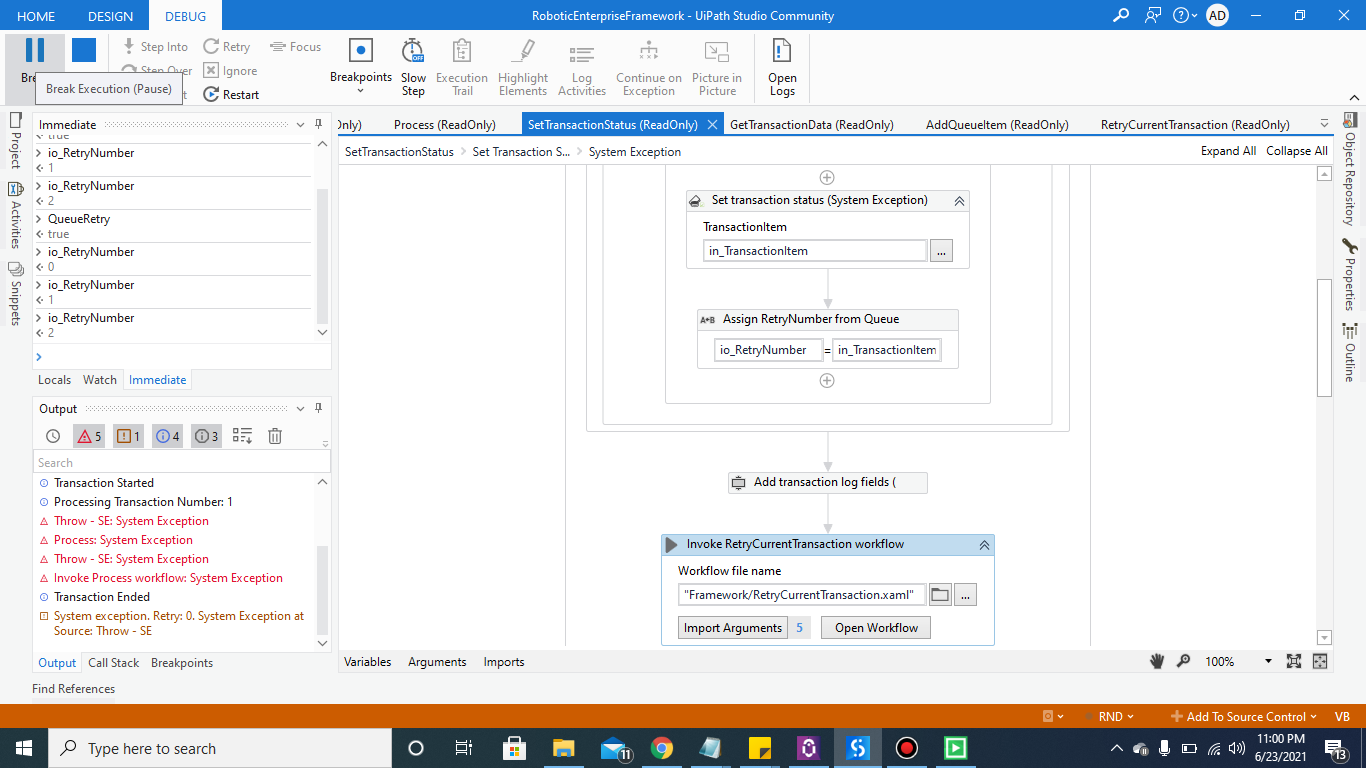 HOME DESIGN DEBUG RoboticEnterpriseFramework - UiPath Studio Community AD
Step Into Retry Focus
Step Over Ignore
Restart
Breakpoints
Slow Step
Execution Trail
Highlight Elements
Log Activities
Continue on Exception
Picture in Picture
Open Logs
Break Execution (Pause)
Project
Activities
Snippets
Immediate
true
io_RetryNumber
1
io_RetryNumber
2
QueueRetry
true
io_RetryNumber
0
io_RetryNumber
1
io_RetryNumber
2
Locals Watch Immediate
Output
5 1 4 3
Search
Transaction Started
Processing Transaction Number: 1
Throw - SE: System Exception
Process: System Exception
Throw - SE: System Exception
Invoke Process workflow: System Exception
Transaction Ended
System exception. Retry: 0. System Exception at
Source: Throw - SE
Output Call Stack Breakpoints
Find References
Only) Process (ReadOnly) SetTransactionStatus (ReadOnly) GetTransactionData (ReadOnly) AddQueueItem (ReadOnly) RetryCurrentTransaction (ReadOnly)
SetTransactionStatus > Set Transaction S... > System Exception Expand All Collapse All
Set transaction status (System Exception)
TransactionItem
in_TransactionItem ...
A+B Assign RetryNumber from Queue
io_RetryNumber = in_TransactionItem
Add transaction log fields (
Invoke RetryCurrentTransaction workflow
Workflow file name
"Framework/RetryCurrentTransaction.xaml" ...
Import Arguments 5 Open Workflow
Variables Arguments Imports 100%
Object Repository
Properties
Outline
RND Add To Source Control VB
Type here to search
11
11:00 PM
6/23/2021
13